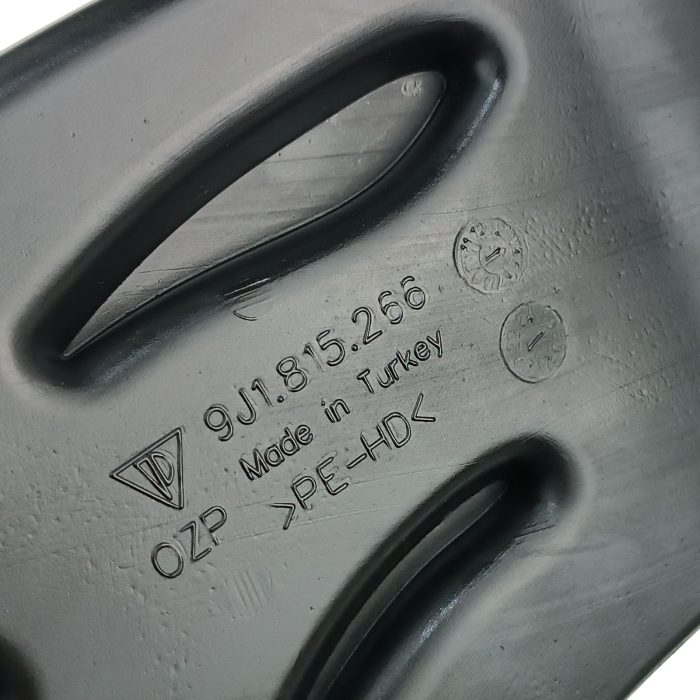 9J1.815.266
Made in Turkey
OZP >PE-HD<